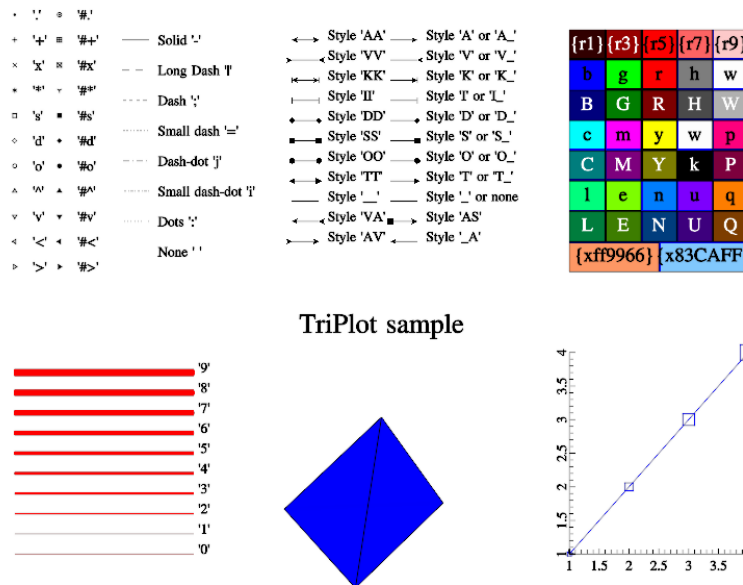 '.' '#.'
'+' '#+'
'x' '#x'
'*' '#*'
's' '#s'
'd' '#d'
'o' '#o'
'^' '#^'
'v' '#v'
'<' '#<'
'>' '#>'
Solid '-'
Long Dash '|'
Dash ';'
Small dash '='
Dash-dot 'j'
Small dash-dot 'i'
Dots ':'
None ' '
Style 'AA' Style 'A' or 'A_'
Style 'VV' Style 'V' or 'V_'
Style 'KK' Style 'K' or 'K_'
Style 'II' Style 'I' or 'I_'
Style 'DD' Style 'D' or 'D_'
Style 'SS' Style 'S' or 'S_'
Style 'OO' Style 'O' or 'O_'
Style 'TT' Style 'T' or 'T_'
Style '__' Style '_' or none
Style 'VA' Style 'AS'
Style 'AV' Style '_A'
{r1} {r3} {r5} {r7} {r9}
b g r h w
B G R H W
c m y w p
C M Y k P
l e n u q
L E N U Q
{xff9966} {x83CAFF
TriPlot sample
'9'
'8'
'7'
'6'
'5'
'4'
'3'
'2'
'1'
'0'
4
3.5
3
2.5
2
1.5
1
1 1.5 2 2.5 3 3.5